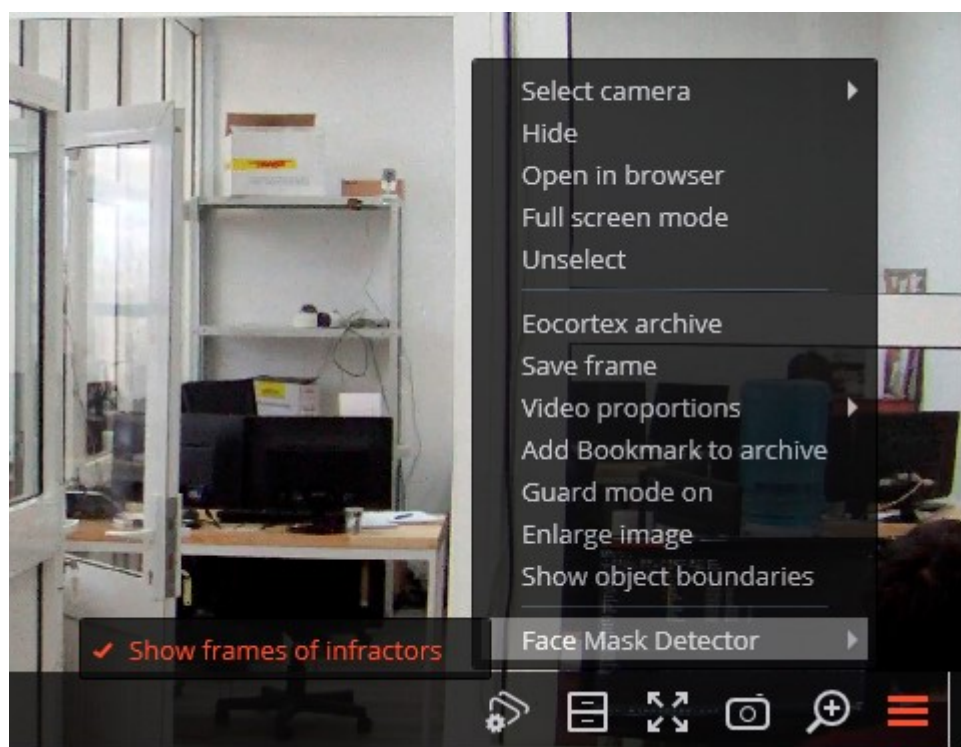 Select camera
Hide
Open in browser
Full screen mode
Unselect
Eocortex archive
Save frame
Video proportions
Add Bookmark to archive
Guard mode on
Enlarge image
Show object boundaries
Face Mask Detector
Show frames of infractors